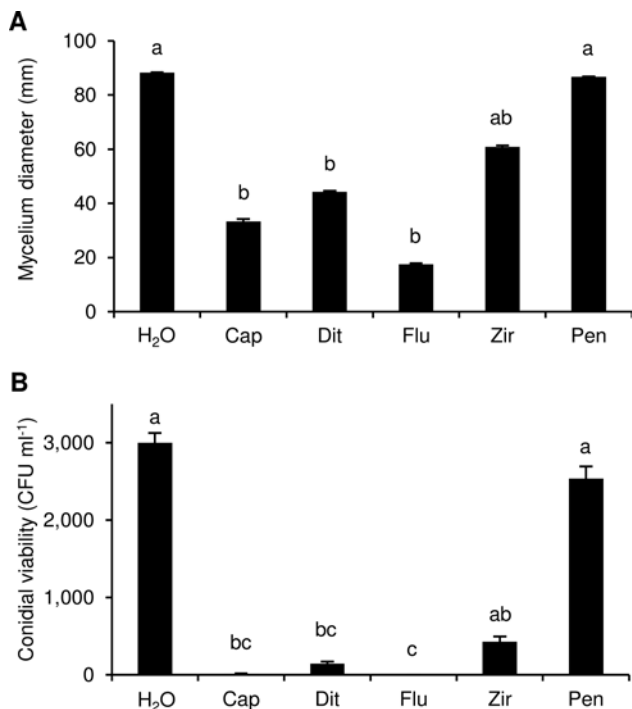 A
Mycelium diameter (mm)
100
80
60
40
20
0
a
b
b
b
ab
a
H₂O Cap Dit Flu Zir Pen
B
Conidial viability (CFU ml⁻¹)
3,000
2,000
1,000
0
a
bc
bc
c
ab
a
H₂O Cap Dit Flu Zir Pen